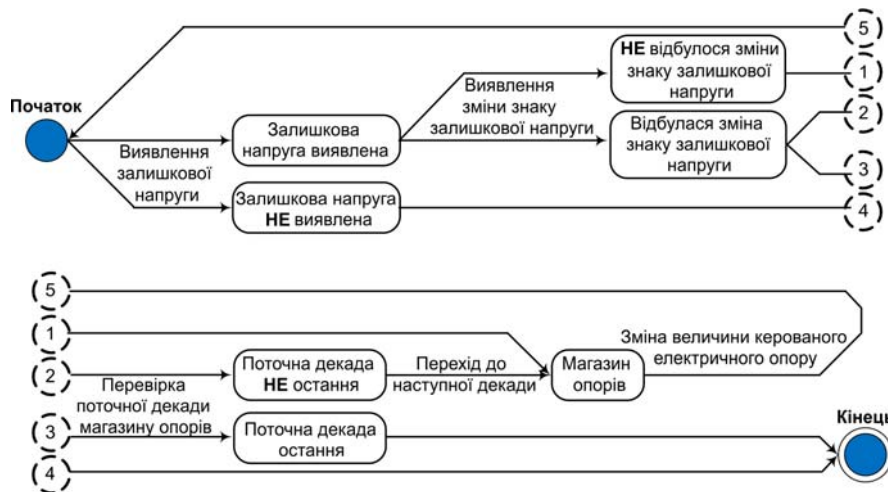 5
НЕ відбулося зміни
знаку залишкової
напруги
1
Виявлення
зміни знаку
залишкової напруги
Початок
Залишкова
напруга виявлена
Відбулася зміна
знаку залишкової
напруги
2
3
Виявлення
залишкової
напруги
Залишкова напруга
НЕ виявлена
4
5
1
Зміна величини керованого
електричного опору
2
Поточна декада
НЕ остання
Перехід до
наступної декади
Магазин
опорів
Перевірка
поточної декади
магазину опорів
3
Поточна декада
остання
Кінець
4